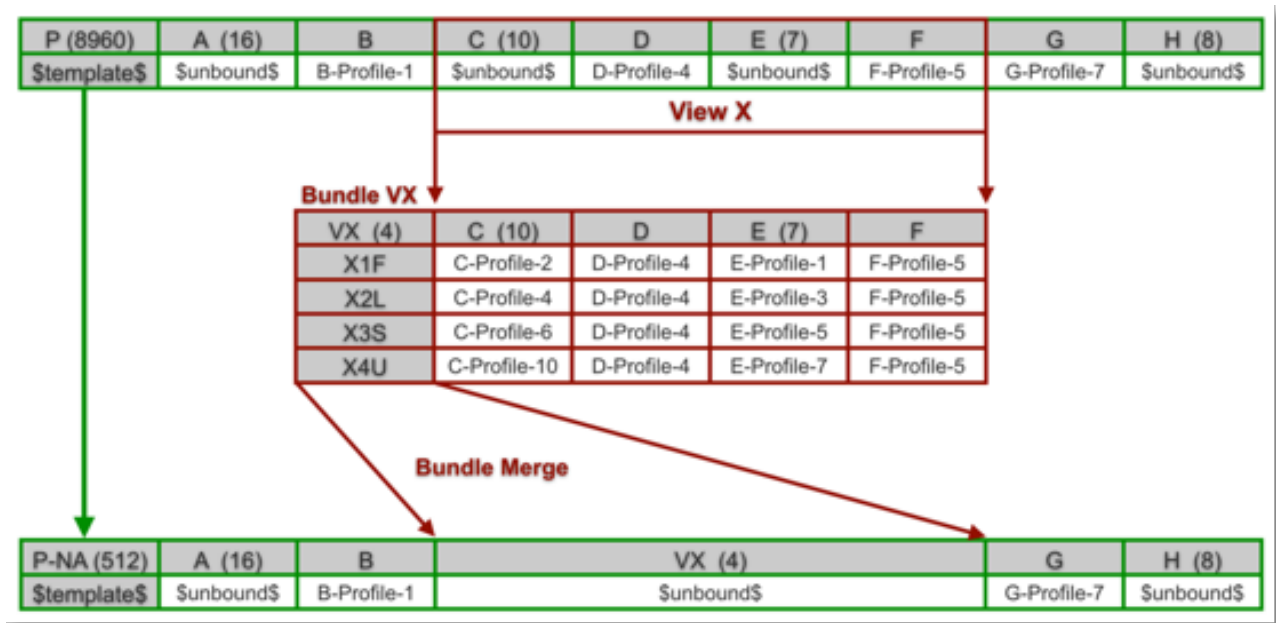 P (8960) A (16) B C (10) D E (7) F G H (8)
$template$ $unbound$ B-Profile-1 $unbound$ D-Profile-4 $unbound$ F-Profile-5 G-Profile-7 $unbound$
View X
Bundle VX
VX (4) C (10) D E (7) F
X1F C-Profile-2 D-Profile-4 E-Profile-1 F-Profile-5
X2L C-Profile-4 D-Profile-4 E-Profile-3 F-Profile-5
X3S C-Profile-6 D-Profile-4 E-Profile-5 F-Profile-5
X4U C-Profile-10 D-Profile-4 E-Profile-7 F-Profile-5
Bundle Merge
P-NA (512) A (16) B VX (4) G H (8)
$template$ $unbound$ B-Profile-1 $unbound$ G-Profile-7 $unbound$